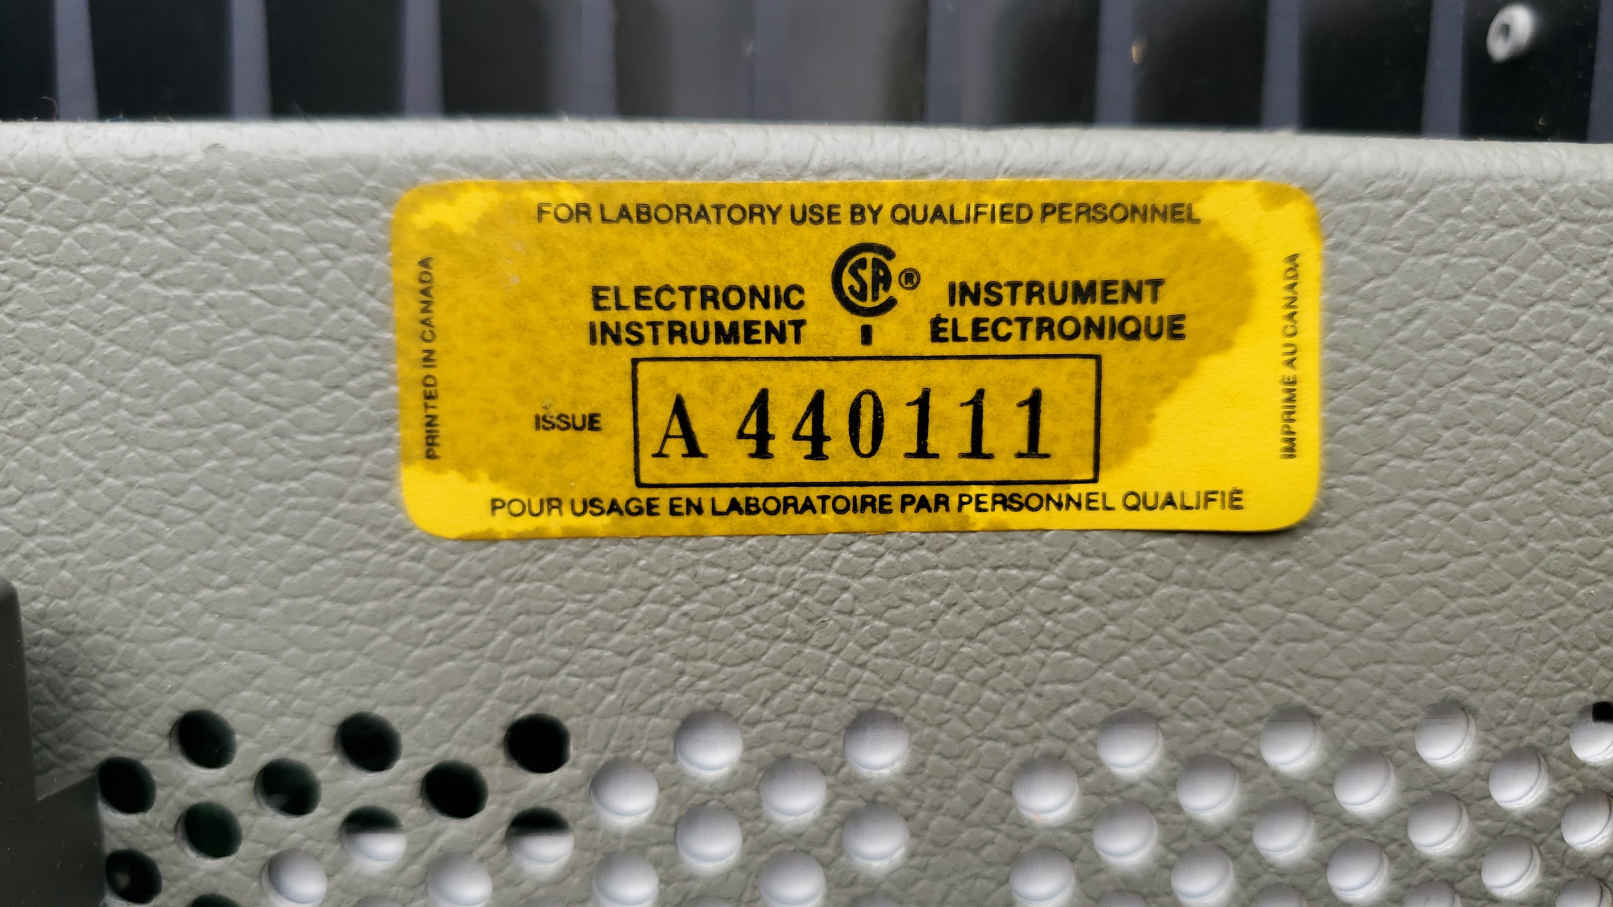 FOR LABORATORY USE BY QUALIFIED PERSONNEL
PRINTED IN CANADA
ELECTRONIC
INSTRUMENT
CSA ®
INSTRUMENT
ÉLECTRONIQUE
IMPRIMÉ AU CANADA
ISSUE
A 440111
POUR USAGE EN LABORATOIRE PAR PERSONNEL QUALIFIÉ